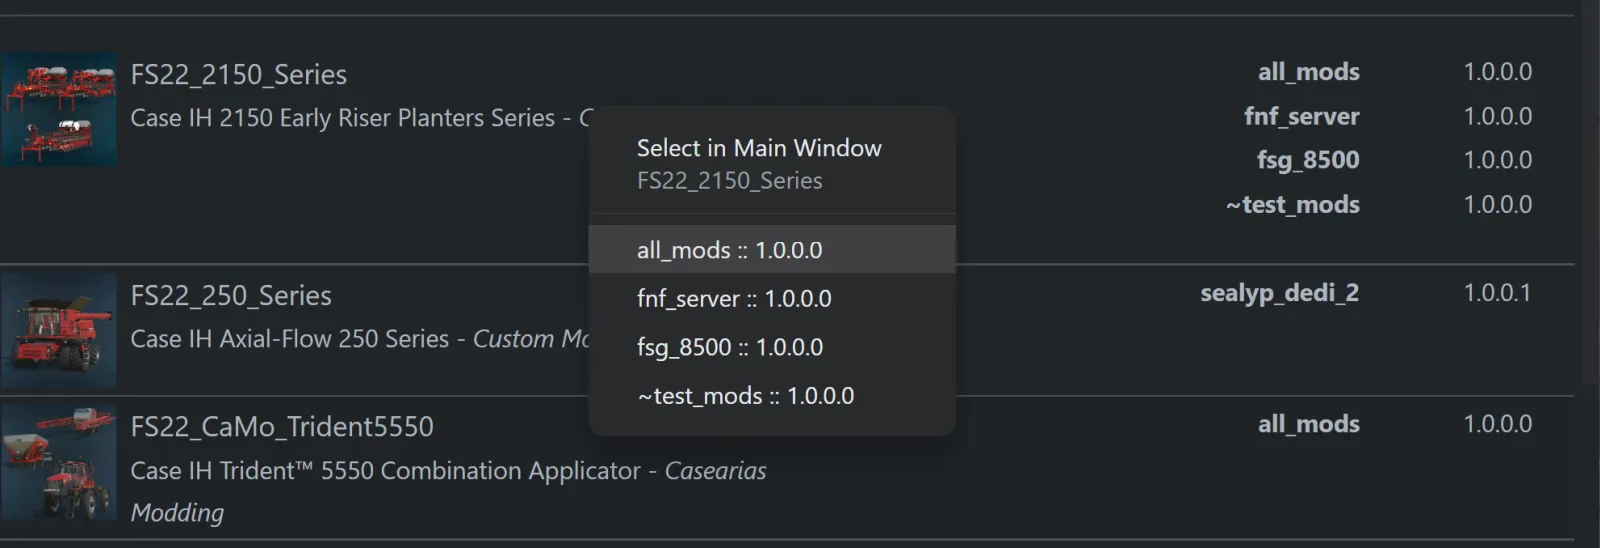 FS22_2150_Series
Case IH 2150 Early Riser Planters Series -
all_mods 1.0.0.0
fnf_server 1.0.0.0
fsg_8500 1.0.0.0
~test_mods 1.0.0.0
Select in Main Window
FS22_2150_Series
all_mods :: 1.0.0.0
fnf_server :: 1.0.0.0
fsg_8500 :: 1.0.0.0
~test_mods :: 1.0.0.0
FS22_250_Series
Case IH Axial-Flow 250 Series - Custom
sealyp_dedi_2 1.0.0.1
FS22_CaMo_Trident5550
Case IH Trident™ 5550 Combination Applicator - Casearias
Modding
all_mods 1.0.0.0